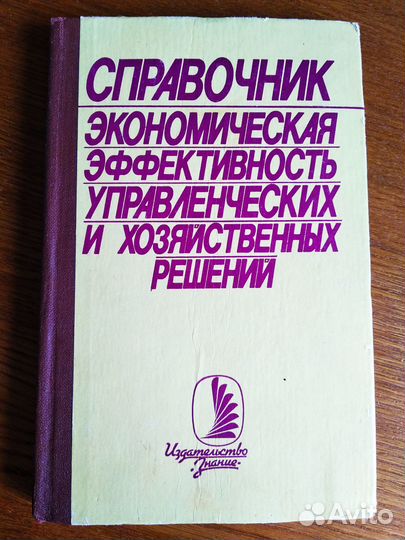 СПРАВОЧНИК
ЭКОНОМИЧЕСКАЯ
ЭФФЕКТИВНОСТЬ
УПРАВЛЕНЧЕСКИХ
И ХОЗЯЙСТВЕННЫХ
РЕШЕНИЙ
Издательство
·Знание·
Avito